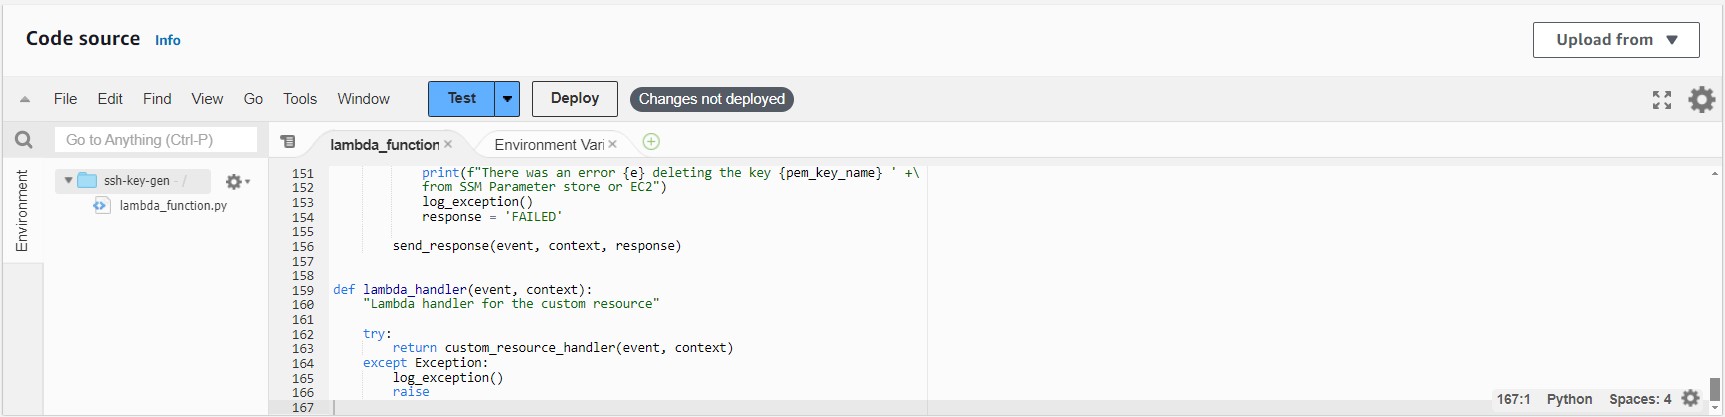 Code source Info
Upload from
File Edit Find View Go Tools Window Test Deploy Changes not deployed
Go to Anything (Ctrl-P)
lambda_function Environment Vari
Environment
ssh-key-gen - /
lambda_function.py
151 print(f"There was an error {e} deleting the key {pem_key_name} ' +\
152 from SSM Parameter store or EC2")
153 log_exception()
154 response = 'FAILED'
155
156 send_response(event, context, response)
157
158
159 def lambda_handler(event, context):
160 "Lambda handler for the custom resource"
161
162 try:
163 return custom_resource_handler(event, context)
164 except Exception:
165 log_exception()
166 raise
167
167:1 Python Spaces: 4